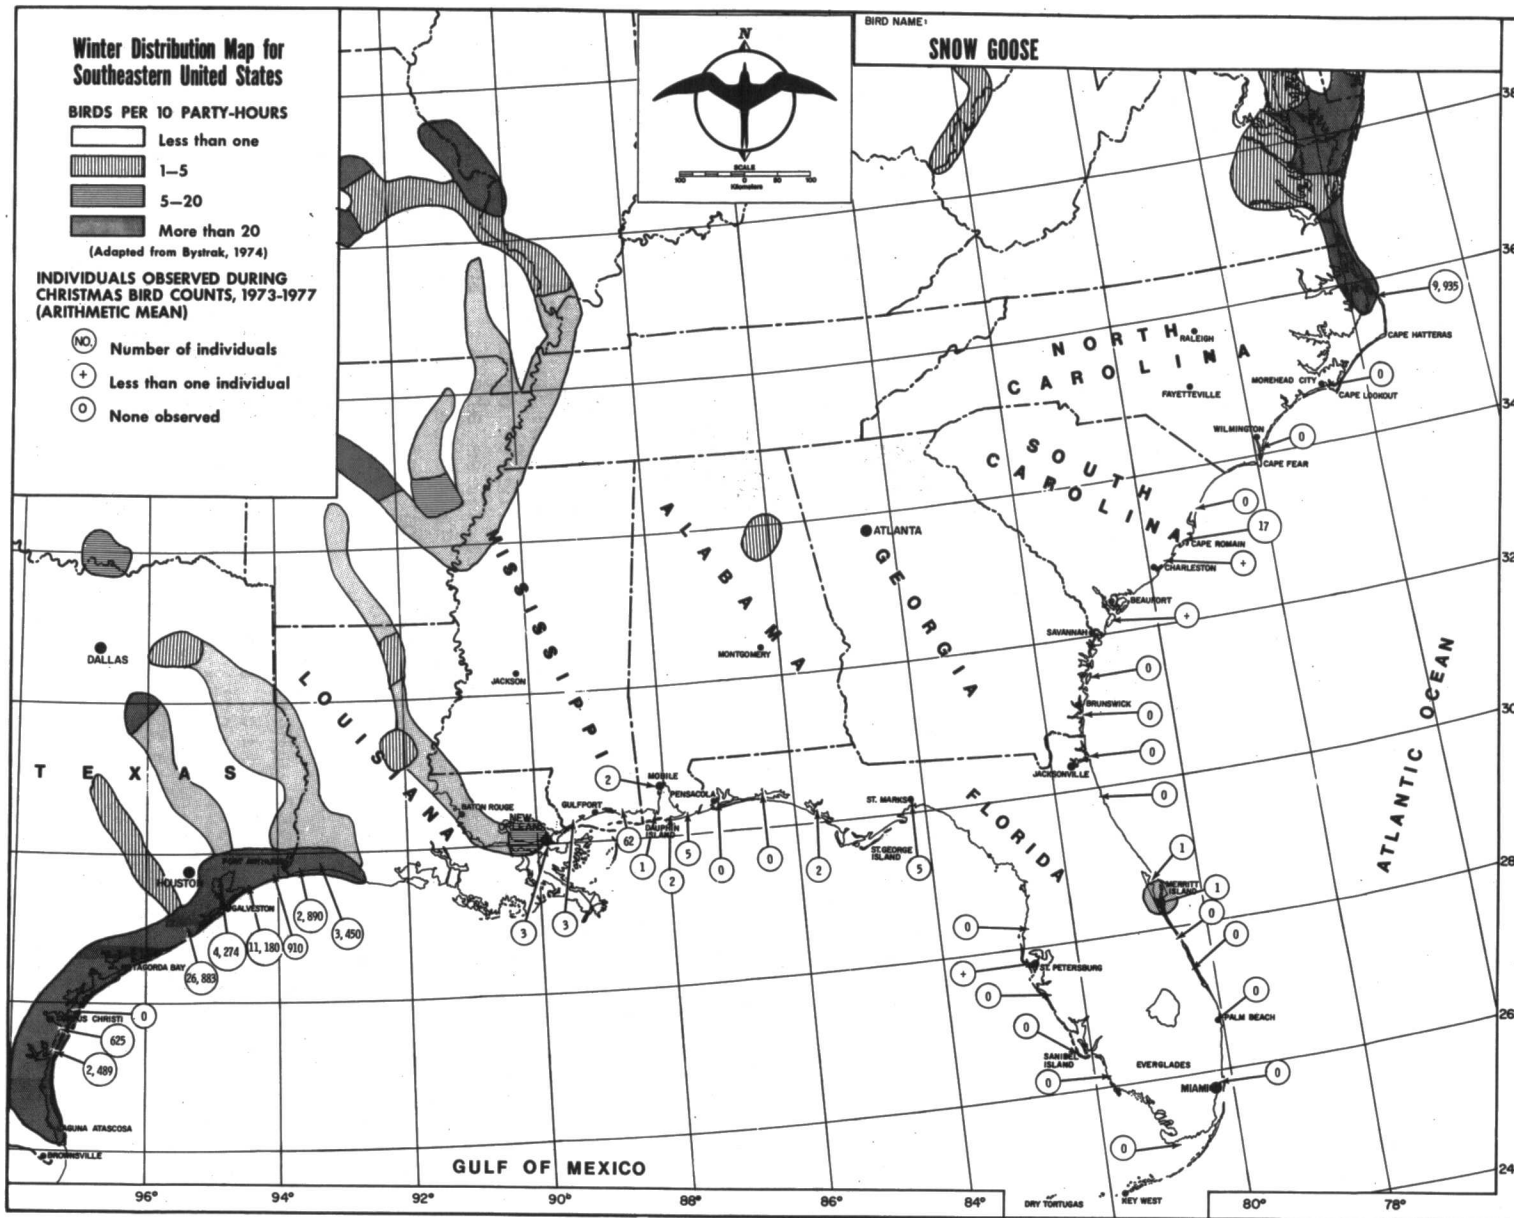 Winter Distribution Map for
Southeastern United States
BIRDS PER 10 PARTY-HOURS
Less than one
1–5
5–20
More than 20
(Adapted from Bystrak, 1974)
INDIVIDUALS OBSERVED DURING
CHRISTMAS BIRD COUNTS, 1973-1977
(ARITHMETIC MEAN)
NO. Number of individuals
+ Less than one individual
0 None observed
N
SCALE
100 0 50 100
Kilometers
BIRD NAME:
SNOW GOOSE
38
36
34
32
30
28
26
24
9,935
CAPE HATTERAS
NORTH
CAROLINA
RALEIGH
MOREHEAD CITY
0
CAPE LOOKOUT
FAYETTEVILLE
WILMINGTON
0
CAPE FEAR
SOUTH
CAROLINA
0
17
CAPE ROMAIN
+
CHARLESTON
BEAUFORT
+
SAVANNAH
0
BRUNSWICK
0
0
JACKSONVILLE
0
ATLANTA
GEORGIA
ALABAMA
MONTGOMERY
MISSISSIPPI
JACKSON
LOUISIANA
BATON ROUGE
NEW
ORLEANS
GULFPORT
2
MOBILE
PENSACOLA
DAUPHIN
ISLAND
ST. MARKS
ST. GEORGE
ISLAND
3
3
62
1
2
5
0
0
2
5
FLORIDA
1
MERRITT
ISLAND
1
0
0
0
PALM BEACH
0
+
ST. PETERSBURG
0
0
SANIBEL
ISLAND
0
EVERGLADES
MIAMI
0
0
DRY TORTUGAS
KEY WEST
ATLANTIC OCEAN
DALLAS
TEXAS
HOUSTON
PORT ARTHUR
GALVESTON
MATAGORDA BAY
26,883
4,274
11,180
910
2,890
3,450
CORPUS CHRISTI
0
625
2,489
LAGUNA ATASCOSA
BROWNSVILLE
GULF OF MEXICO
96°
94°
92°
90°
88°
86°
84°
80°
78°